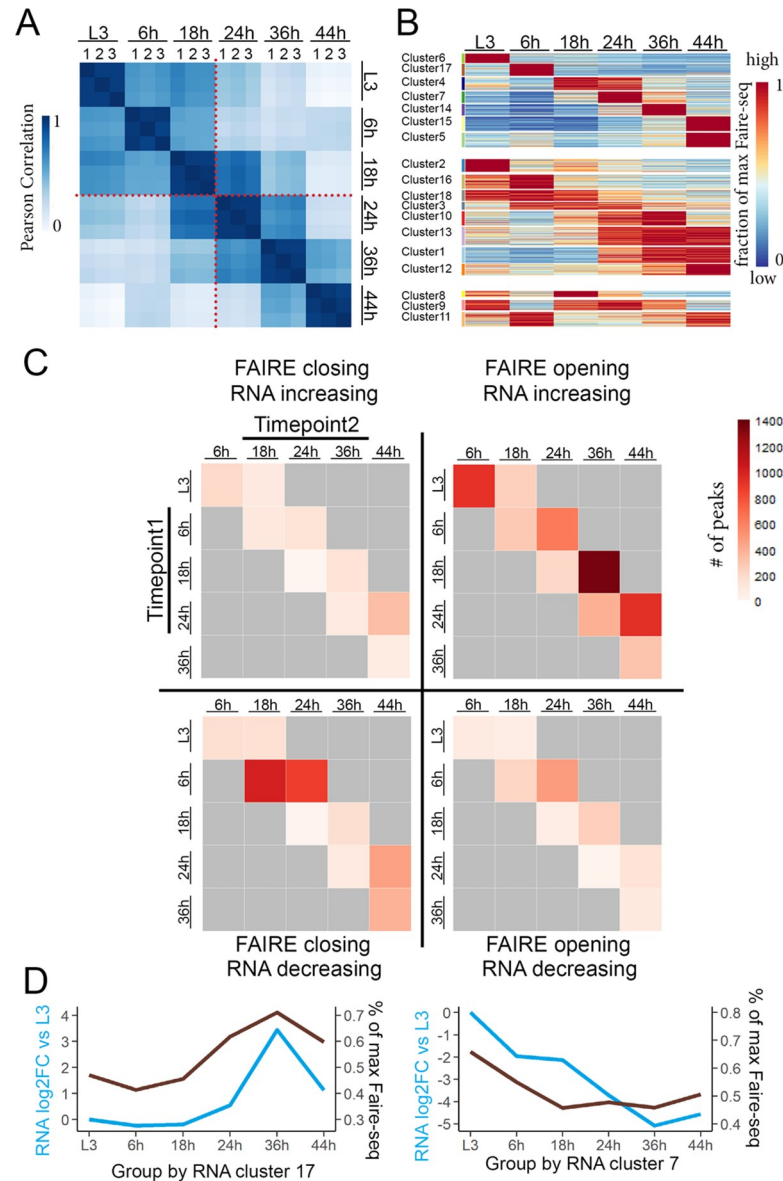 A
L3 6h 18h 24h 36h 44h
1 2 3 1 2 3 1 2 3 1 2 3 1 2 3 1 2 3
1
Pearson Correlation
0
L3
6h
18h
24h
36h
44h
B
L3 6h 18h 24h 36h 44h
Cluster6
Cluster17
Cluster4
Cluster7
Cluster14
Cluster15
Cluster5
Cluster2
Cluster16
Cluster18
Cluster3
Cluster10
Cluster13
Cluster1
Cluster12
Cluster8
Cluster9
Cluster11
high
1
fraction of max Faire-seq
0
low
C
FAIRE closing
RNA increasing
Timepoint2
6h 18h 24h 36h 44h
Timepoint1
L3
6h
18h
24h
36h
FAIRE opening
RNA increasing
6h 18h 24h 36h 44h
L3
6h
18h
24h
36h
# of peaks
1400
1200
1000
800
600
400
200
0
6h 18h 24h 36h 44h
L3
6h
18h
24h
36h
FAIRE closing
RNA decreasing
6h 18h 24h 36h 44h
L3
6h
18h
24h
36h
FAIRE opening
RNA decreasing
D
RNA log2FC vs L3
4
3
2
1
0
L3 6h 18h 24h 36h 44h
0.7
0.6
0.5
0.4
0.3
% of max Faire-seq
Group by RNA cluster 17
RNA log2FC vs L3
-0
-1
-2
-3
-4
-5
L3 6h 18h 24h 36h 44h
0.8
0.7
0.6
0.5
0.4
% of max Faire-seq
Group by RNA cluster 7